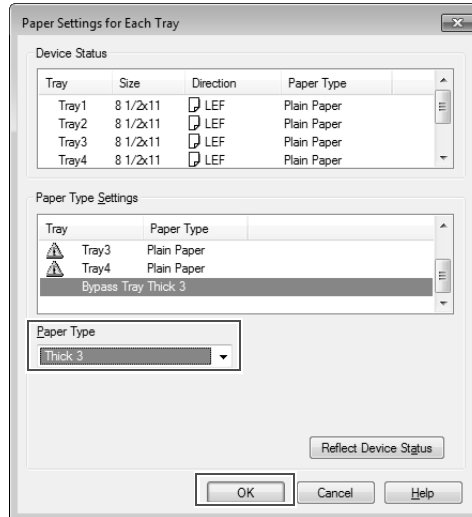 Paper Settings for Each Tray
Device Status
Tray Size Direction Paper Type
Tray1 8 1/2x11 LEF Plain Paper
Tray2 8 1/2x11 LEF Plain Paper
Tray3 8 1/2x11 LEF Plain Paper
Tray4 8 1/2x11 LEF Plain Paper
Paper Type Settings
Tray Paper Type
Tray3 Plain Paper
Tray4 Plain Paper
Bypass Tray Thick 3
Paper Type
Thick 3
Reflect Device Status
OK Cancel Help